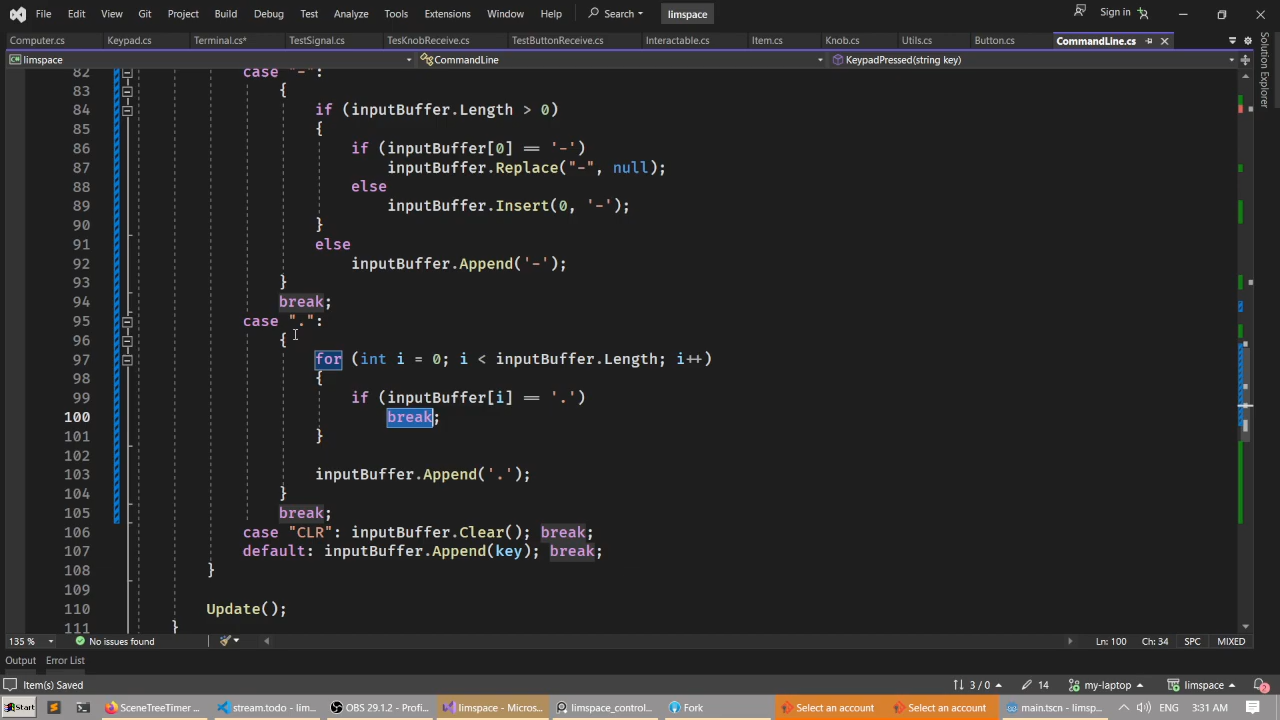 File Edit View Git Project Build Debug Test Analyze Tools Extensions Window Help Search limspace Sign in
Computer.cs Keypad.cs Terminal.cs* TestSignal.cs TesKnobReceive.cs TestButtonReceive.cs Interactable.cs Item.cs Knob.cs Utils.cs Button.cs CommandLine.cs
limspace CommandLine KeypadPressed(string key)
Solution Explorer
82 case "-":
83 {
84 if (inputBuffer.Length > 0)
85 {
86 if (inputBuffer[0] == '-')
87 inputBuffer.Replace("-", null);
88 else
89 inputBuffer.Insert(0, '-');
90 }
91 else
92 inputBuffer.Append('-');
93 }
94 break;
95 case ".":
96 {
97 for (int i = 0; i < inputBuffer.Length; i++)
98 {
99 if (inputBuffer[i] == '.')
100 break;
101 }
102
103 inputBuffer.Append('.');
104 }
105 break;
106 case "CLR": inputBuffer.Clear(); break;
107 default: inputBuffer.Append(key); break;
108 }
109
110 Update();
111 }
135 % No issues found Ln: 100 Ch: 34 SPC MIXED
Output Error List
Item(s) Saved 3 / 0 14 my-laptop limspace 2
Start SceneTreeTimer ... stream.todo - lim... OBS 29.1.2 - Profi... limspace - Micros... limspace_control... Fork Select an account Select an account main.tscn - limsp... ENG 3:31 AM